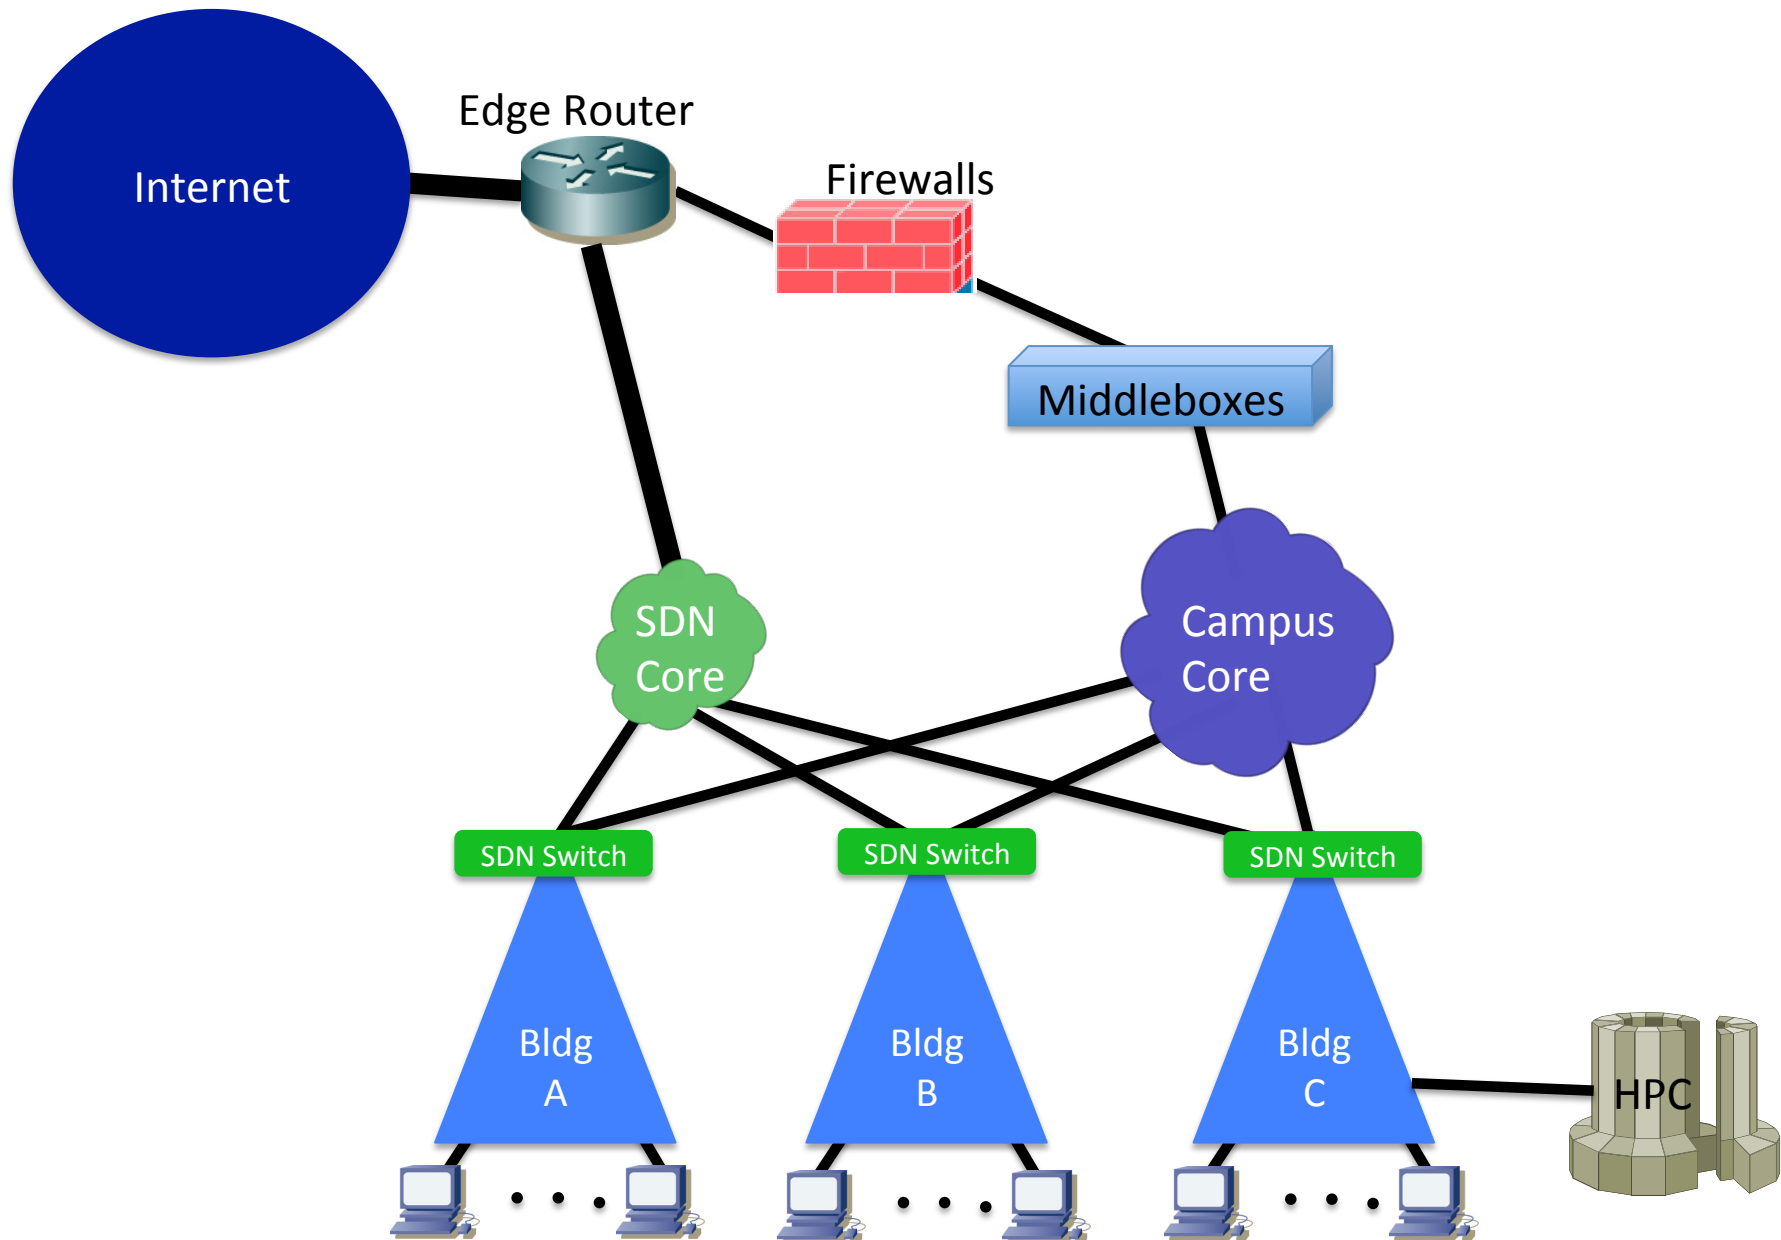 Edge Router
Internet
Firewalls
Middleboxes
SDN
Core
Campus
Core
SDN Switch
SDN Switch
SDN Switch
Bldg
A
Bldg
B
Bldg
C
HPC